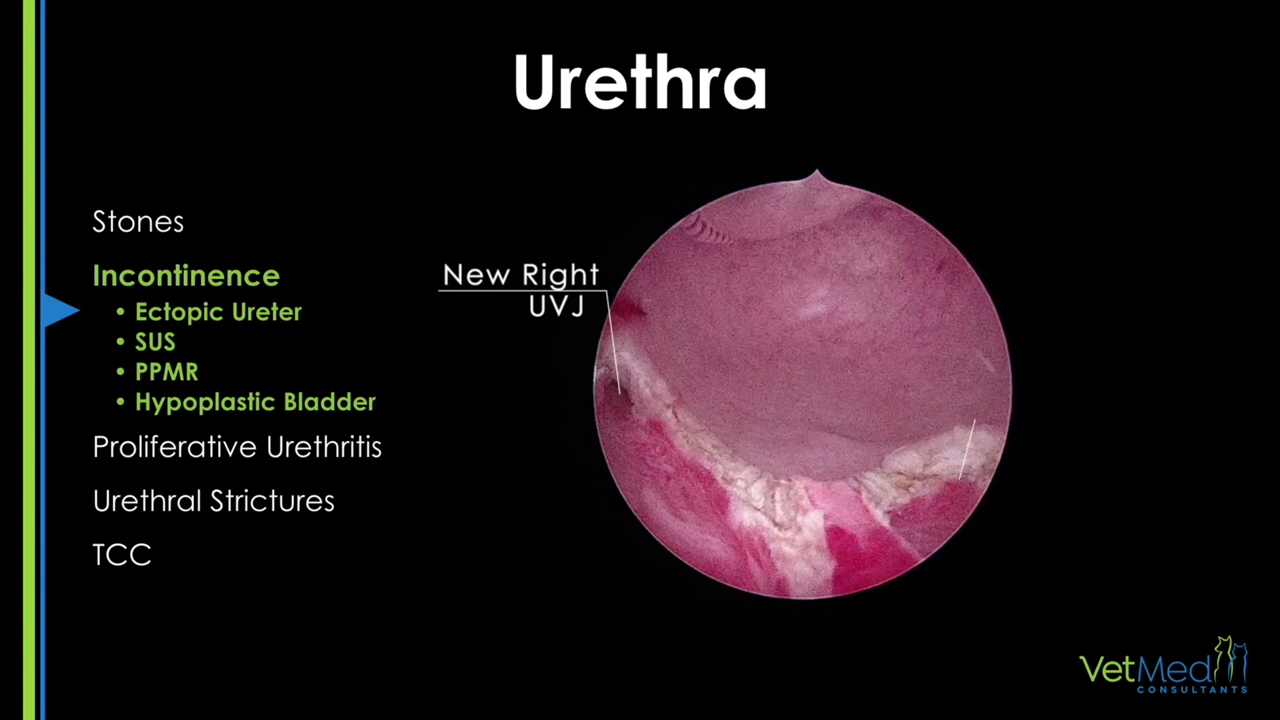 Urethra
Stones
Incontinence
• Ectopic Ureter
• SUS
• PPMR
• Hypoplastic Bladder
Proliferative Urethritis
Urethral Strictures
TCC
New Right
UVJ
VetMed
CONSULTANTS